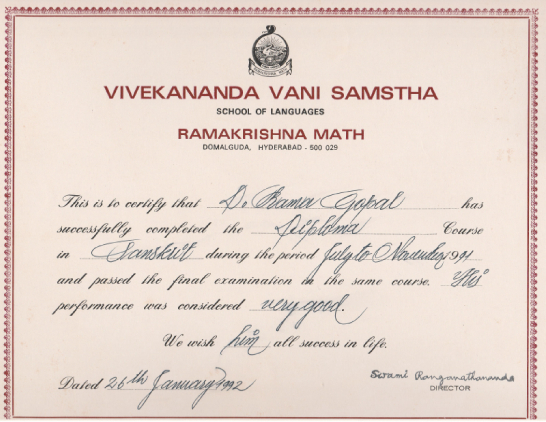 VIVEKANANDA VANI SAMSTHA
SCHOOL OF LANGUAGES
RAMAKRISHNA MATH
DOMALGUDA, HYDERABAD - 500 029
This is to certify that D. Rama Gopal has
successfully completed the Diploma Course
in Sanskrit during the period July to November 1991
and passed the final examination in the same course. His
performance was considered very good.
We wish him all success in life.
Dated 26th January 1992
Swami Ranganathananda
DIRECTOR